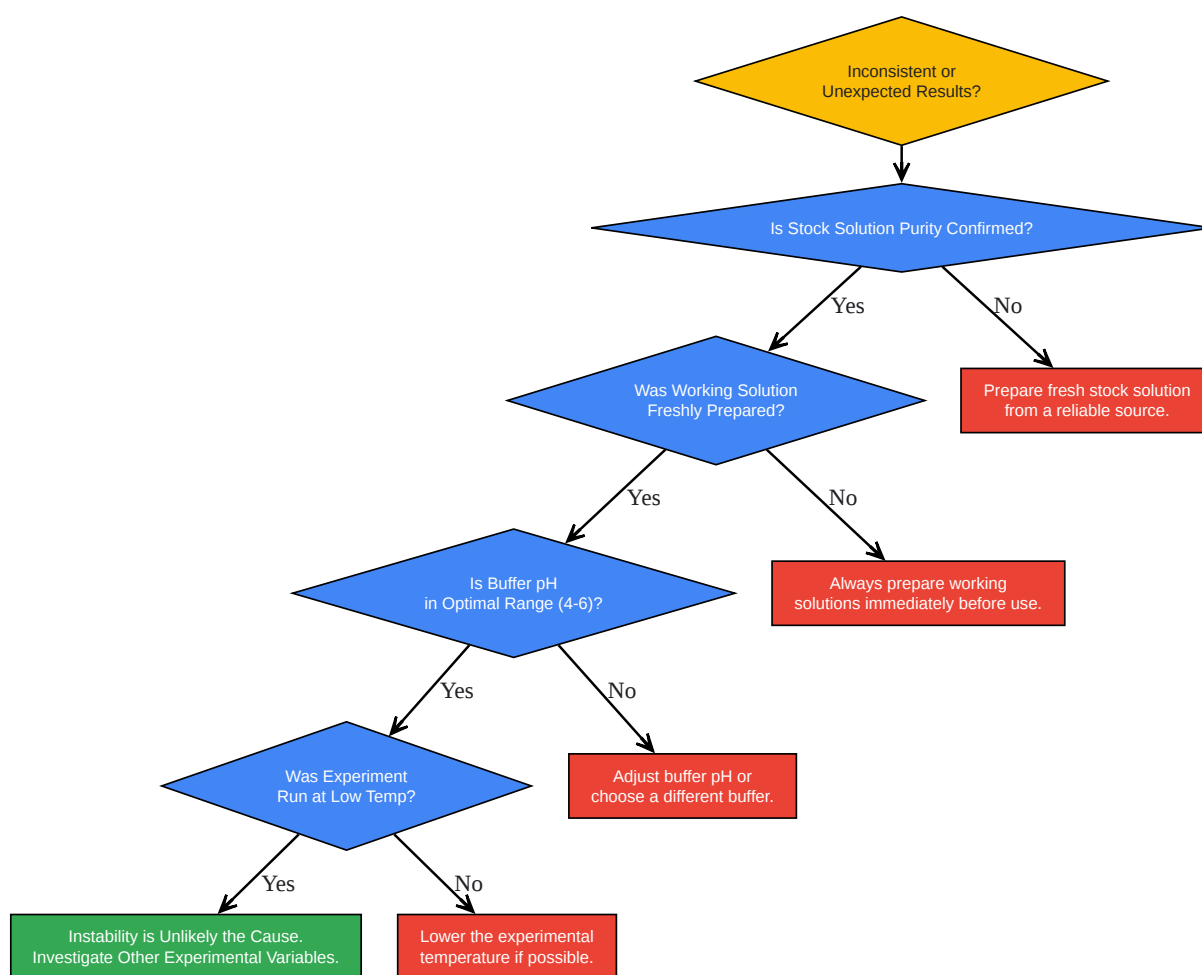 Inconsistent or
Unexpected Results?
Is Stock Solution Purity Confirmed?
Yes
No
Was Working Solution
Freshly Prepared?
Prepare fresh stock solution
from a reliable source.
Yes
No
Is Buffer pH
in Optimal Range (4-6)?
Always prepare working
solutions immediately before use.
Yes
No
Was Experiment
Run at Low Temp?
Adjust buffer pH or
choose a different buffer.
Yes
No
Instability is Unlikely the Cause.
Investigate Other Experimental Variables.
Lower the experimental
temperature if possible.